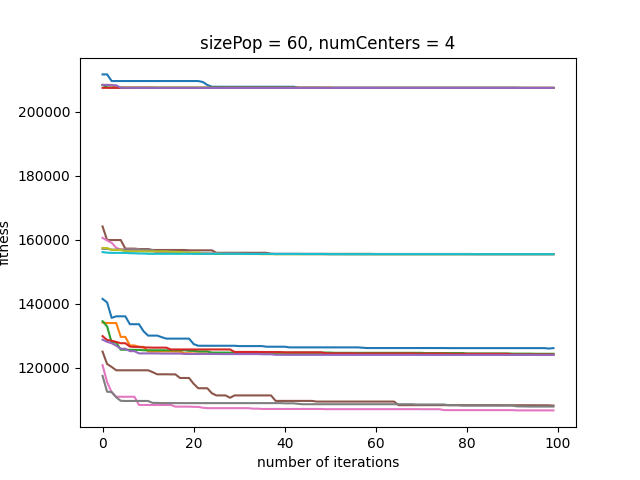 sizePop = 60, numCenters = 4
200000
180000
160000
140000
120000
fitness
0 20 40 60 80 100
number of iterations